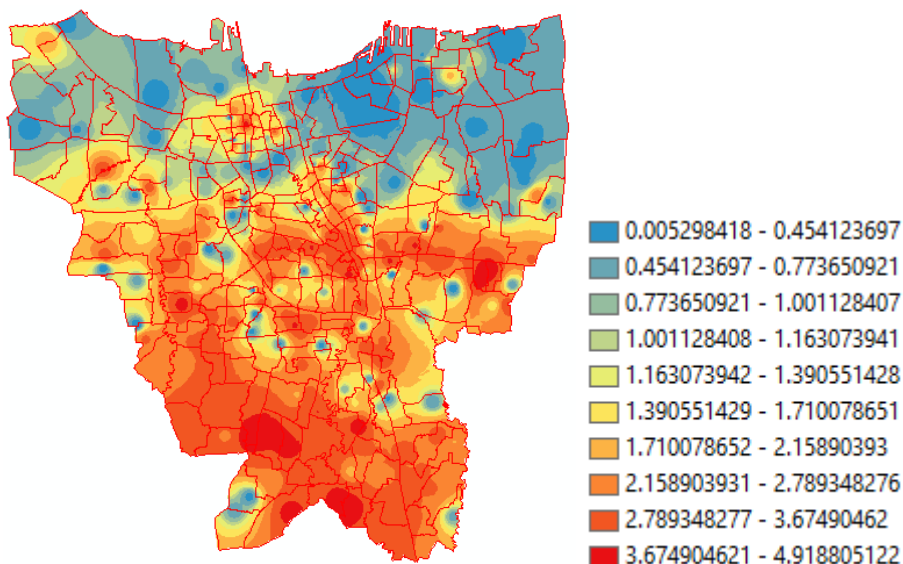 0.005298418 - 0.454123697
0.454123697 - 0.773650921
0.773650921 - 1.001128407
1.001128408 - 1.163073941
1.163073942 - 1.390551428
1.390551429 - 1.710078651
1.710078652 - 2.15890393
2.158903931 - 2.789348276
2.789348277 - 3.67490462
3.674904621 - 4.918805122